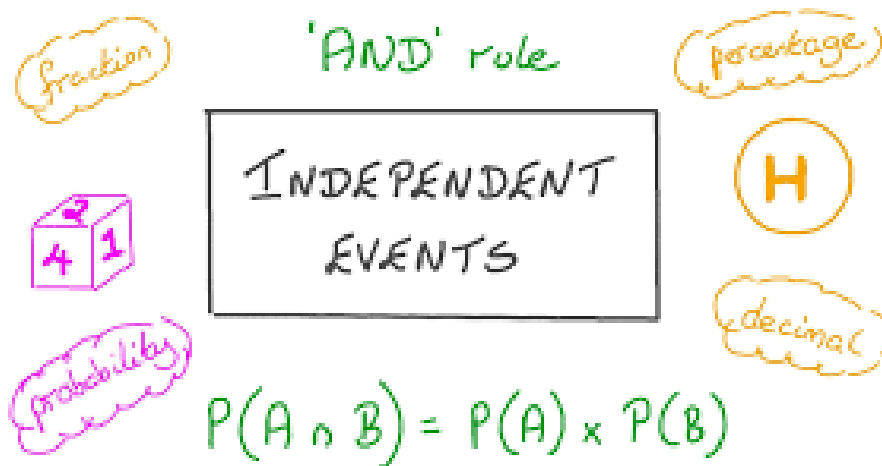 fraction
'AND' rule
percentage
INDEPENDENT
EVENTS
H
2
4 1
decimal
probability
P(A ∩ B) = P(A) × P(B)